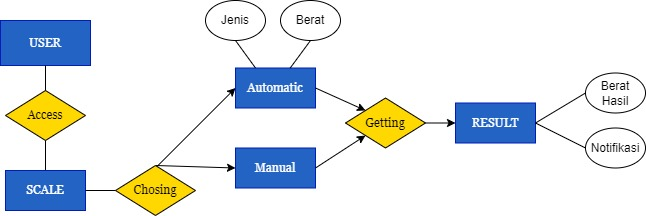 USER
Access
SCALE
Chosing
Jenis
Berat
Automatic
Manual
Getting
RESULT
Berat
Hasil
Notifikasi